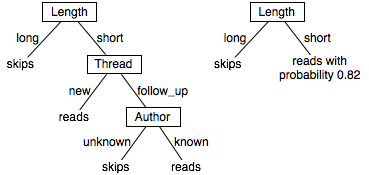 Length
long
short
skips
Thread
new
follow_up
reads
Author
unknown
known
skips
reads
Length
long
short
skips
reads with
probability 0.82